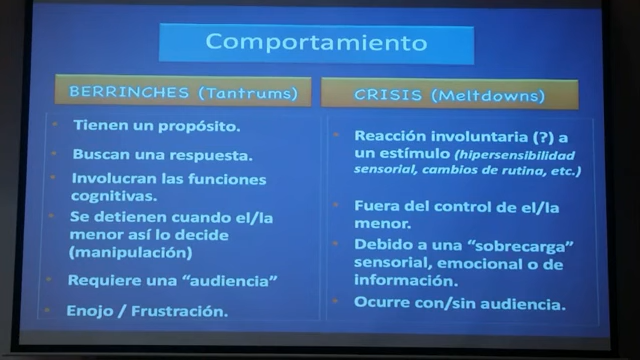 Comportamiento
BERRINCHES (Tantrums)
Tienen un propósito.
Buscan una respuesta.
Involucran las funciones
cognitivas.
Se detienen cuando el/la
menor así lo decide
(manipulación)
Requiere una “audiencia”
Enojo / Frustración.
CRISIS (Meltdowns)
Reacción involuntaria (?) a
un estímulo (hipersensibilidad
sensorial, cambios de rutina, etc.)
Fuera del control de el/la
menor.
Debido a una “sobrecarga”
sensorial, emocional o de
información.
Ocurre con/sin audiencia.